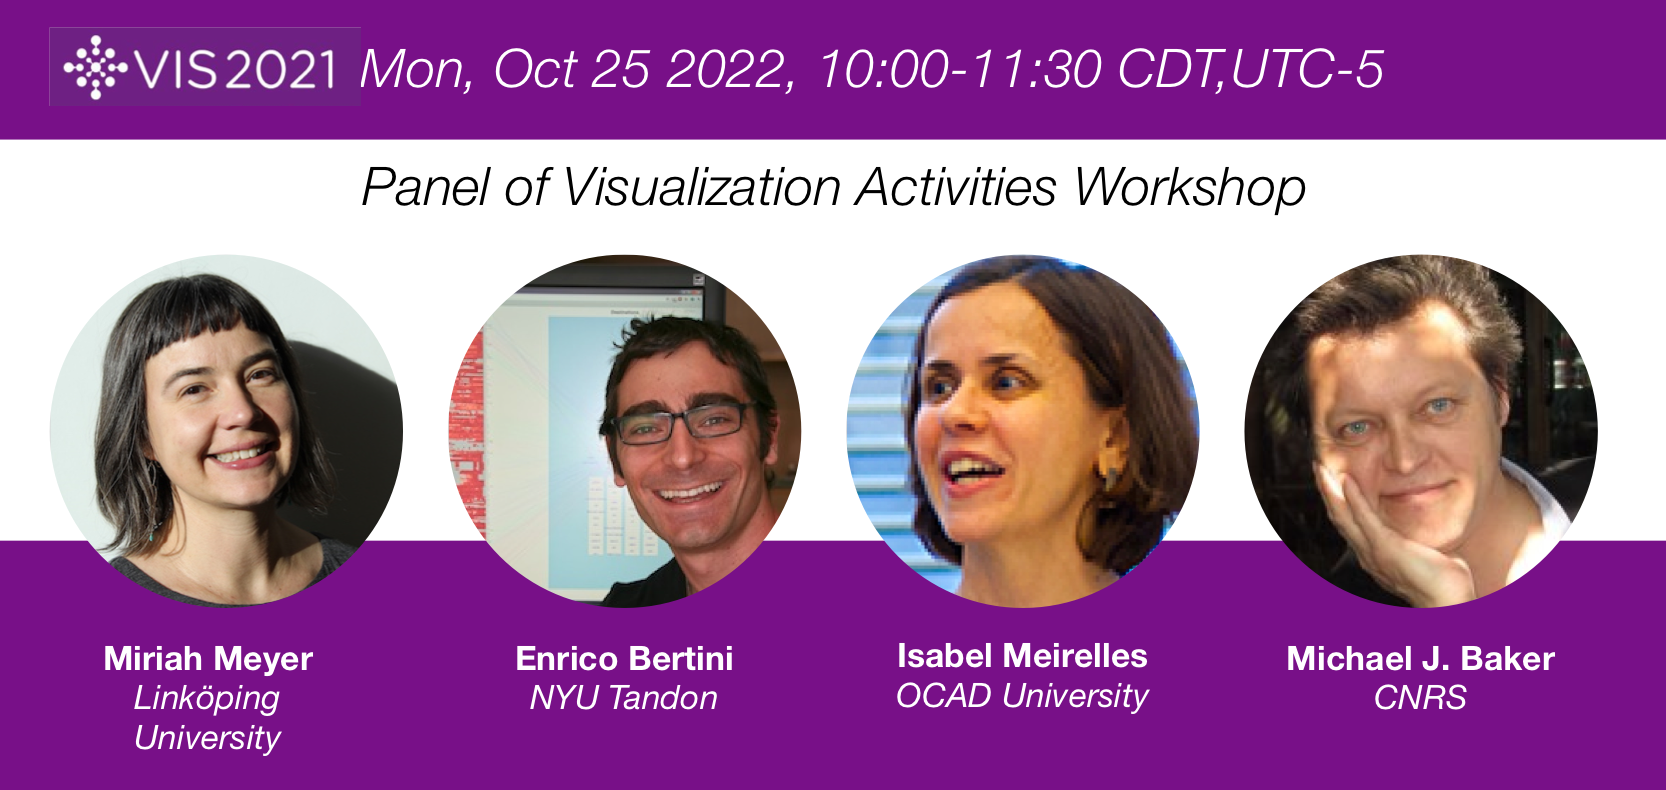 VIS2021 Mon, Oct 25 2022, 10:00-11:30 CDT,UTC-5
Panel of Visualization Activities Workshop
Miriah Meyer
Linköping
University
Enrico Bertini
NYU Tandon
Isabel Meirelles
OCAD University
Michael J. Baker
CNRS